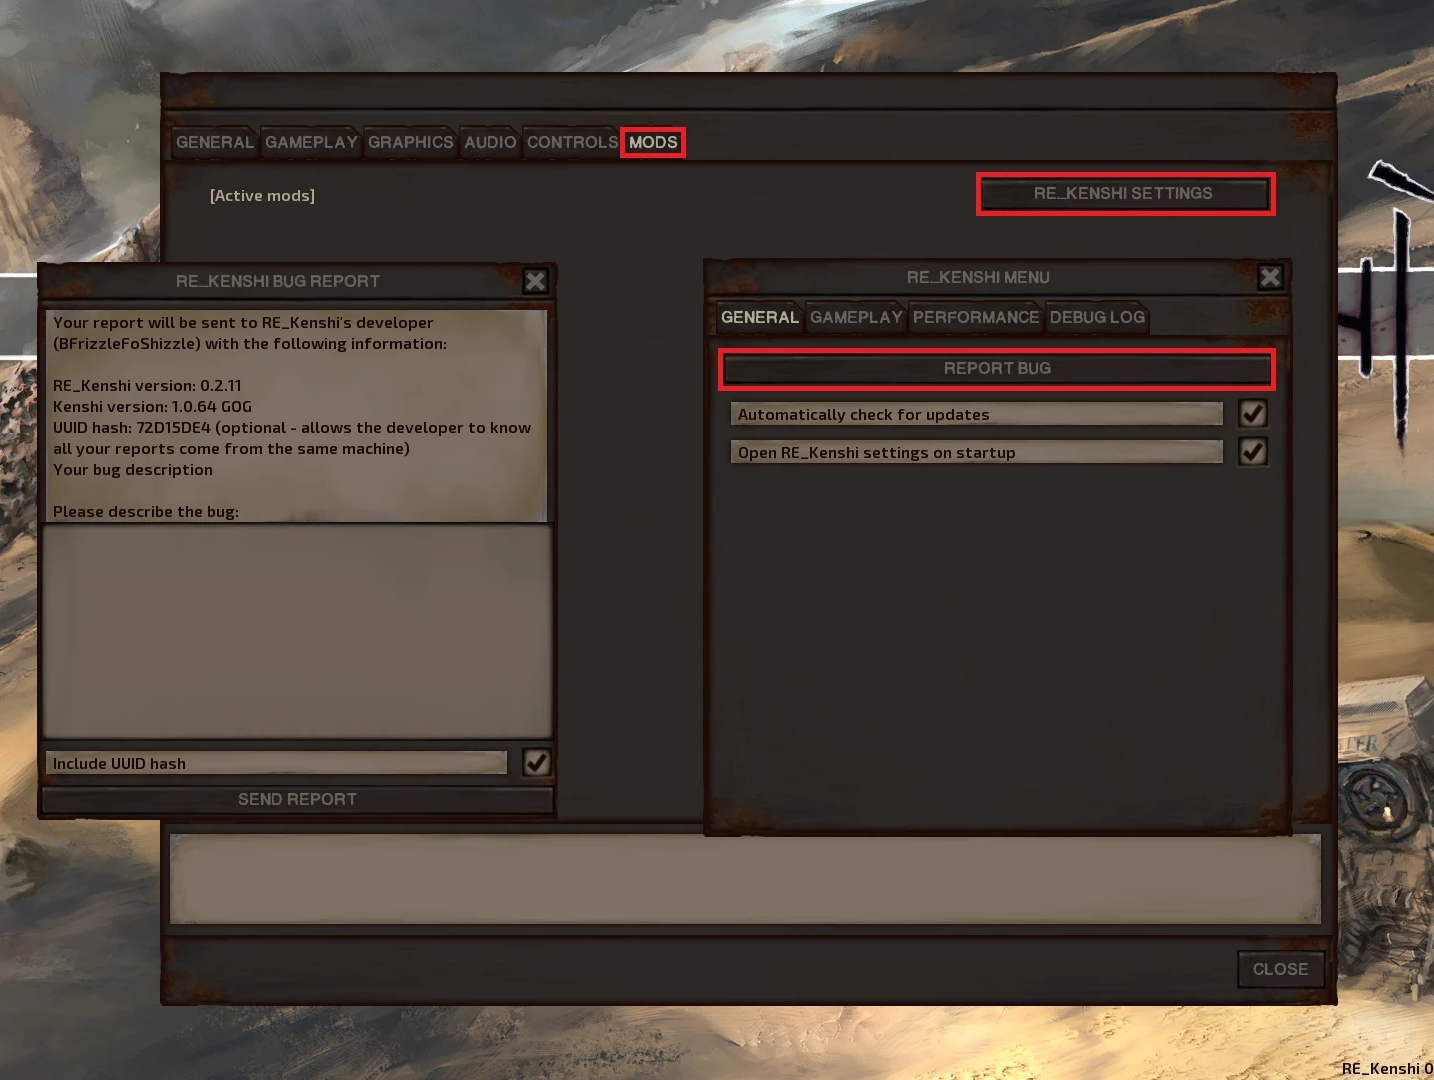 GENERAL GAMEPLAY GRAPHICS AUDIO CONTROLS MODS
[Active mods]
RE_KENSHI SETTINGS
RE_KENSHI BUG REPORT
Your report will be sent to RE_Kenshi's developer
(BFrizzleFoShizzle) with the following information:
RE_Kenshi version: 0.2.11
Kenshi version: 1.0.64 GOG
UUID hash: 72D15DE4 (optional - allows the developer to know
all your reports come from the same machine)
Your bug description
Please describe the bug:
Include UUID hash
SEND REPORT
RE_KENSHI MENU
GENERAL GAMEPLAY PERFORMANCE DEBUG LOG
REPORT BUG
Automatically check for updates
Open RE_Kenshi settings on startup
CLOSE
RE_Kenshi 0